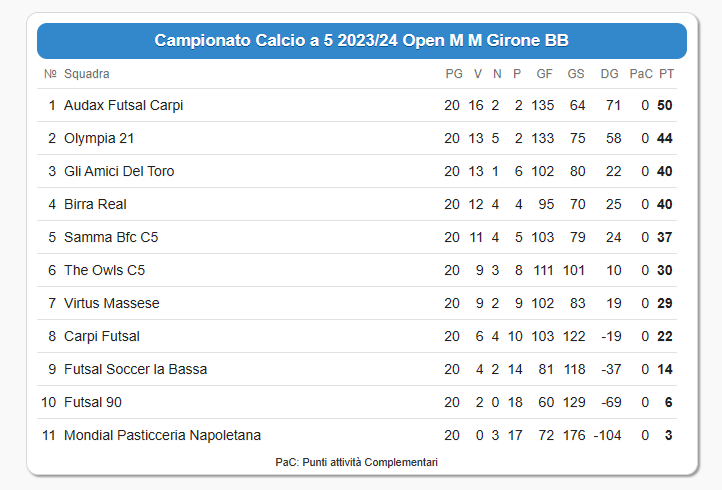 Campionato Calcio a 5 2023/24 Open M M Girone BB
№ Squadra PG V N P GF GS DG PaC PT
1 Audax Futsal Carpi 20 16 2 2 135 64 71 0 50
2 Olympia 21 20 13 5 2 133 75 58 0 44
3 Gli Amici Del Toro 20 13 1 6 102 80 22 0 40
4 Birra Real 20 12 4 4 95 70 25 0 40
5 Samma Bfc C5 20 11 4 5 103 79 24 0 37
6 The Owls C5 20 9 3 8 111 101 10 0 30
7 Virtus Massese 20 9 2 9 102 83 19 0 29
8 Carpi Futsal 20 6 4 10 103 122 -19 0 22
9 Futsal Soccer la Bassa 20 4 2 14 81 118 -37 0 14
10 Futsal 90 20 2 0 18 60 129 -69 0 6
11 Mondial Pasticceria Napoletana 20 0 3 17 72 176 -104 0 3
PaC: Punti attività Complementari